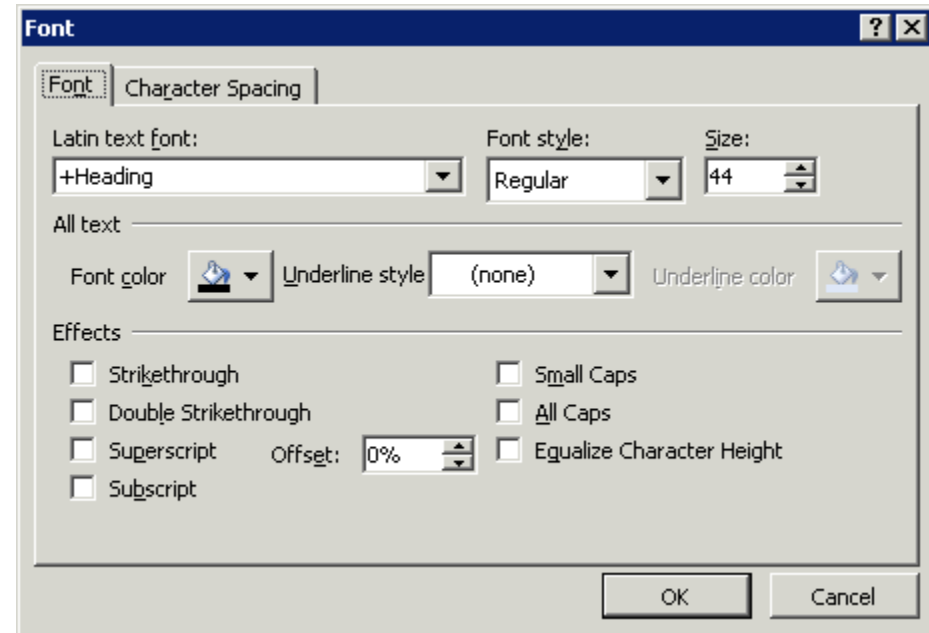 Font
Font Character Spacing
Latin text font: Font style: Size:
+Heading Regular 44
All text
Font color Underline style (none) Underline color
Effects
Strikethrough Small Caps
Double Strikethrough All Caps
Superscript Offset: 0% Equalize Character Height
Subscript
OK Cancel